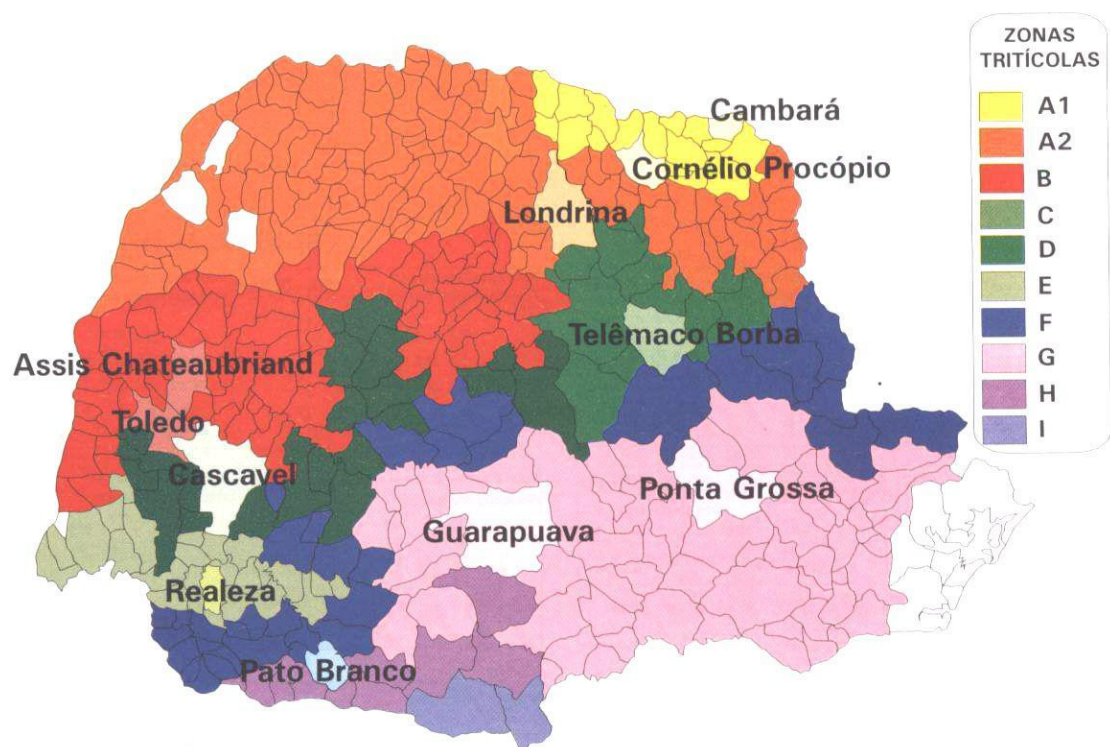 ZONAS
TRITÍCOLAS
A1
A2
B
C
D
E
F
G
H
I
Cambará
Cornélio Procópio
Londrina
Telêmaco Borba
Assis Chateaubriand
Toledo
Cascavel
Ponta Grossa
Guarapuava
Realeza
Pato Branco